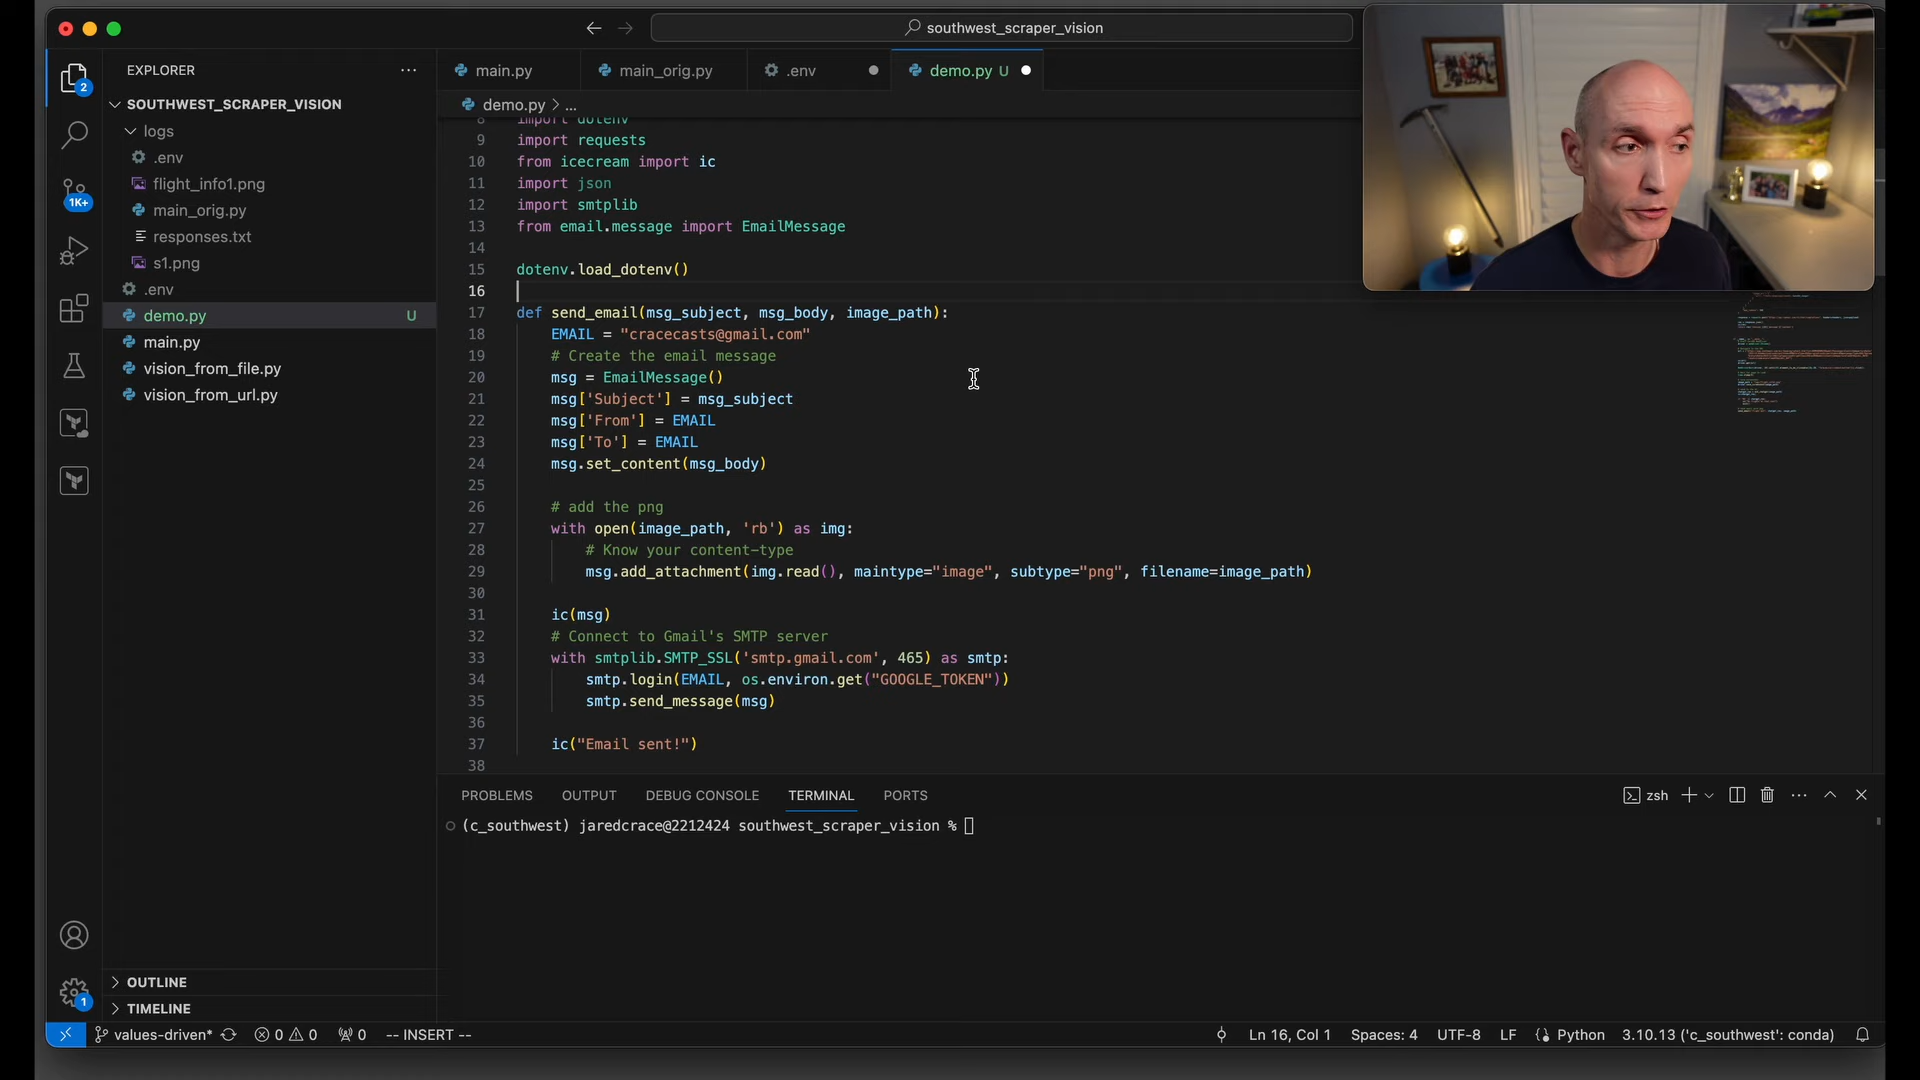 southwest_scraper_vision
EXPLORER
main.py
main_orig.py
.env
demo.py U
demo.py > ...
SOUTHWEST_SCRAPER_VISION
logs
.env
flight_info1.png
main_orig.py
responses.txt
s1.png
.env
demo.py U
main.py
vision_from_file.py
vision_from_url.py
2
1K+
1
8 import dotenv
9 import requests
10 from icecream import ic
11 import json
12 import smtplib
13 from email.message import EmailMessage
14
15 dotenv.load_dotenv()
16
17 def send_email(msg_subject, msg_body, image_path):
18 EMAIL = "cracecasts@gmail.com"
19 # Create the email message
20 msg = EmailMessage()
21 msg['Subject'] = msg_subject
22 msg['From'] = EMAIL
23 msg['To'] = EMAIL
24 msg.set_content(msg_body)
25
26 # add the png
27 with open(image_path, 'rb') as img:
28 # Know your content-type
29 msg.add_attachment(img.read(), maintype="image", subtype="png", filename=image_path)
30
31 ic(msg)
32 # Connect to Gmail's SMTP server
33 with smtplib.SMTP_SSL('smtp.gmail.com', 465) as smtp:
34 smtp.login(EMAIL, os.environ.get("GOOGLE_TOKEN"))
35 smtp.send_message(msg)
36
37 ic("Email sent!")
38
PROBLEMS OUTPUT DEBUG CONSOLE TERMINAL PORTS
zsh
(c_southwest) jaredcrace@2212424 southwest_scraper_vision %
OUTLINE
TIMELINE
values-driven* 0 0 0 -- INSERT -- Ln 16, Col 1 Spaces: 4 UTF-8 LF Python 3.10.13 ('c_southwest': conda)